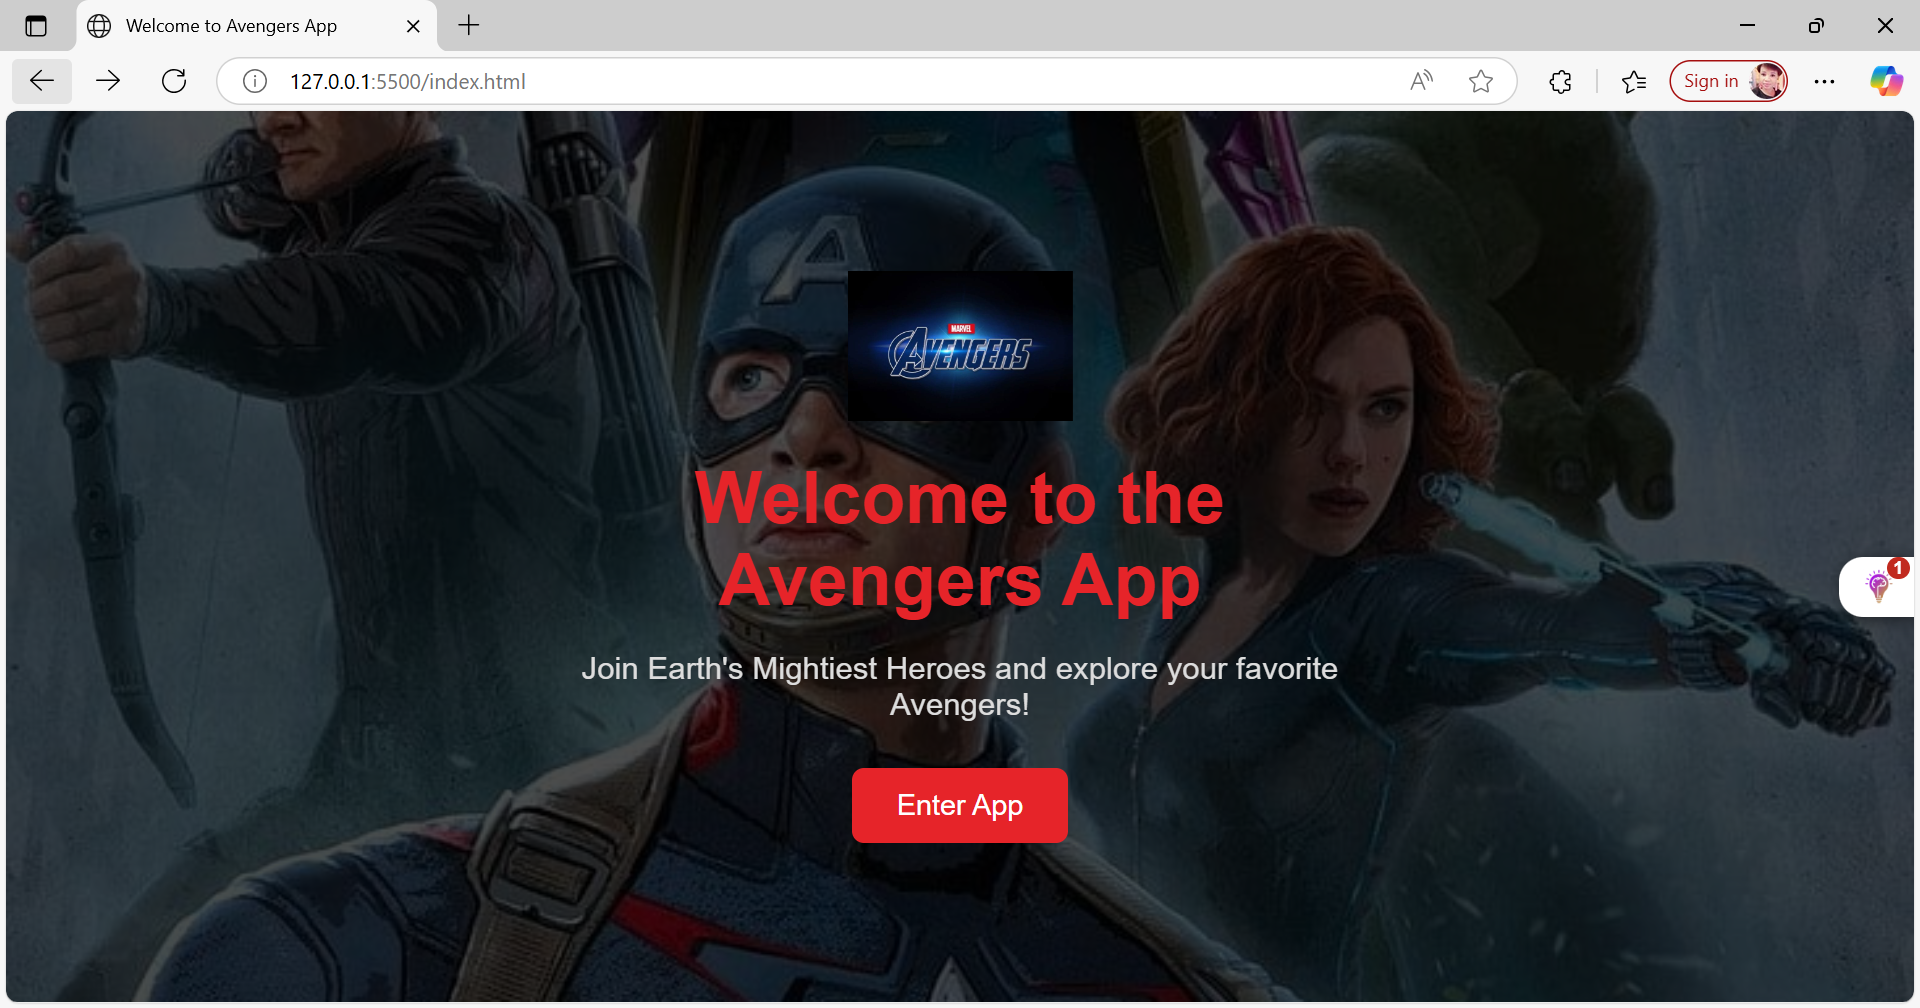 Welcome to Avengers App
127.0.0.1:5500/index.html
Sign in
A
MARVEL
AVENGERS
Welcome to the
Avengers App
1
Join Earth's Mightiest Heroes and explore your favorite
Avengers!
Enter App